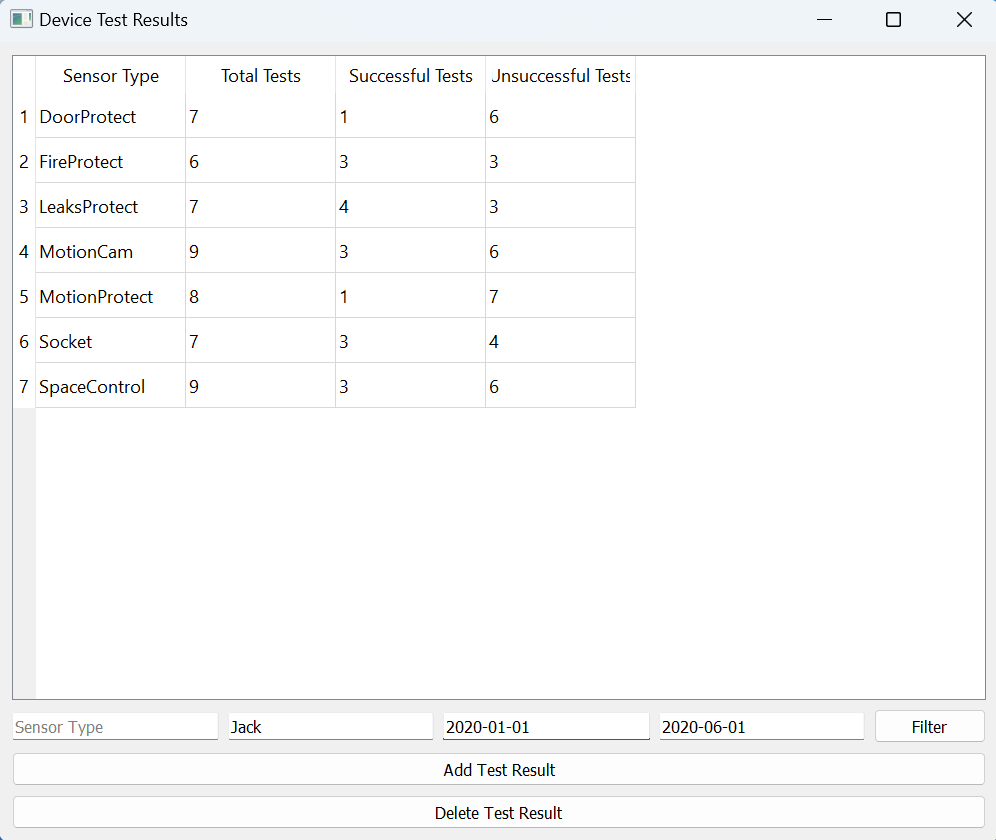 Device Test Results
Sensor Type Total Tests Successful Tests Jnsuccessful Tests
1 DoorProtect 7 1 6
2 FireProtect 6 3 3
3 LeaksProtect 7 4 3
4 MotionCam 9 3 6
5 MotionProtect 8 1 7
6 Socket 7 3 4
7 SpaceControl 9 3 6
Sensor Type Jack 2020-01-01 2020-06-01 Filter
Add Test Result
Delete Test Result